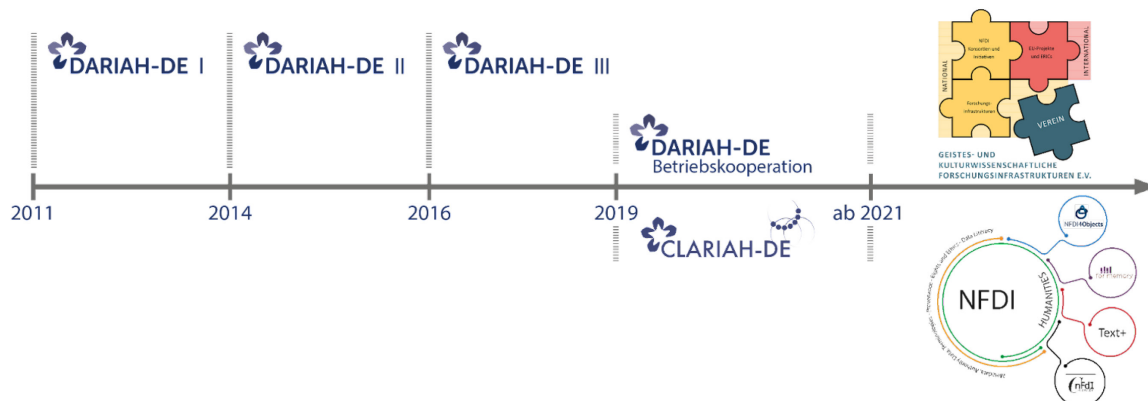 DARIAH-DE I
DARIAH-DE II
DARIAH-DE III
NATIONAL
NFDI
Konsortien und
Initiativen
EU-Projekte
und ERICs
INTERNATIONAL
Forschungs-
infrastrukturen
VEREIN
GEISTES- UND
KULTURWISSENSCHAFTLICHE
FORSCHUNGSINFRASTRUKTUREN E.V.
DARIAH-DE
Betriebskooperation
2011
2014
2016
2019
ab 2021
CLARIAH-DE
NFDI
HUMANITIES
NFDI4Objects
Text+
nFdI